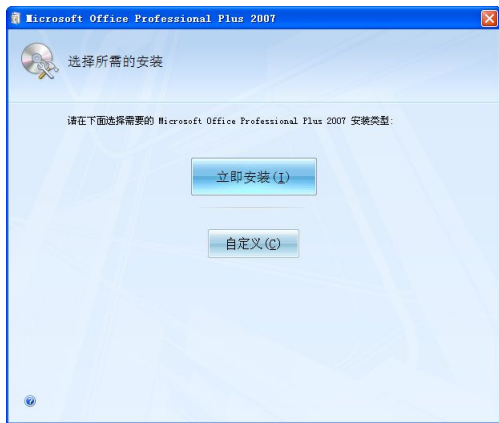 Microsoft Office Professional Plus 2007
选择所需的安装
请在下面选择需要的 Microsoft Office Professional Plus 2007 安装类型:
立即安装(I)
自定义(C)